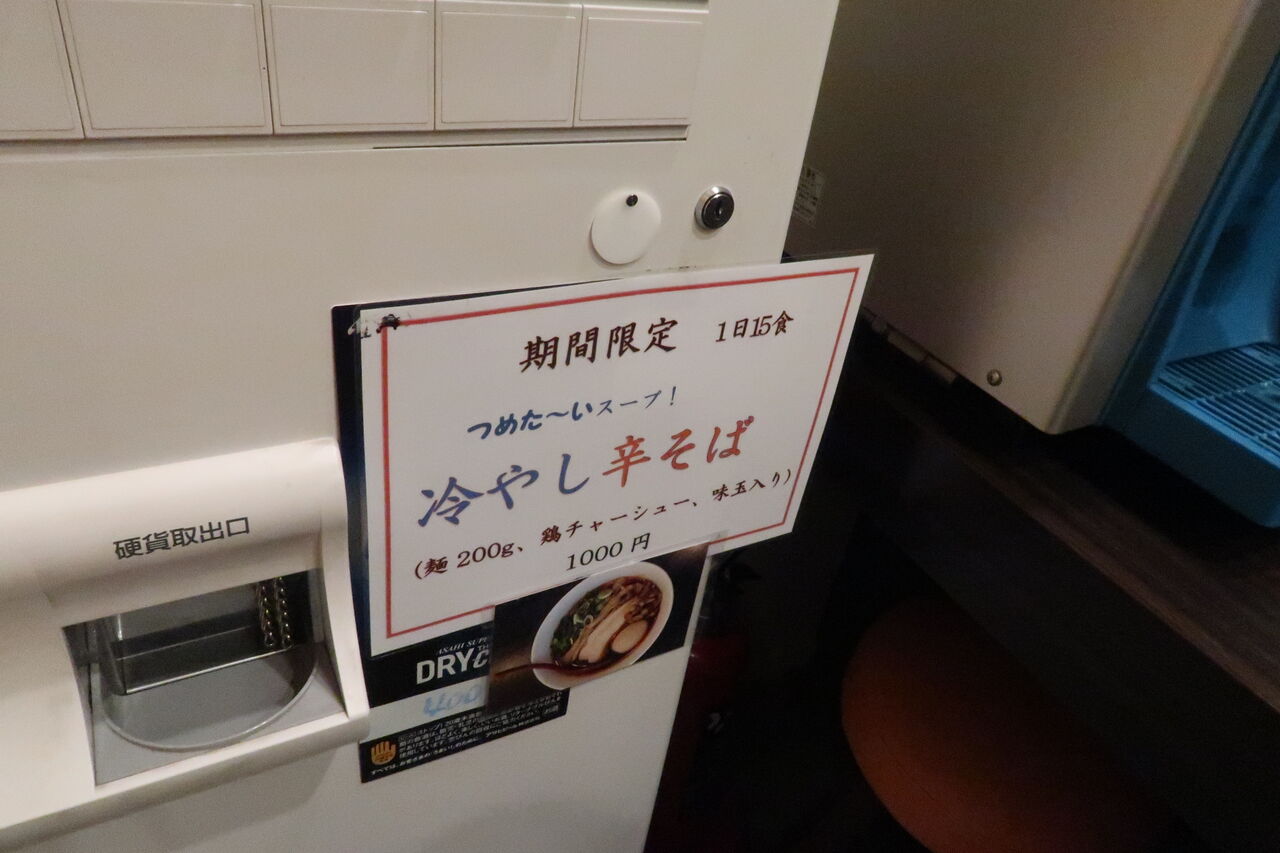 期間限定 1日15食
つめた〜いスープ！
冷やし辛そば
(麺 200g、鶏チャーシュー、味玉入り)
1000 円
硬貨取出口
DRY
400